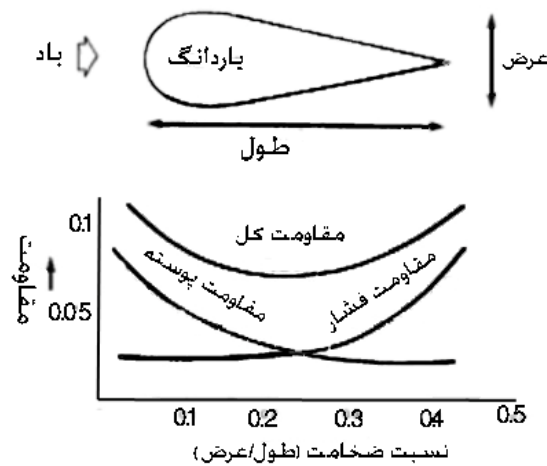 باد
یاردانگ
عرض
طول
مقاومت
0.1
0.05
مقاومت کل
مقاومت پوسته
مقاومت فشار
0.1 0.2 0.3 0.4 0.5
نسبت ضخامت (طول/عرض)